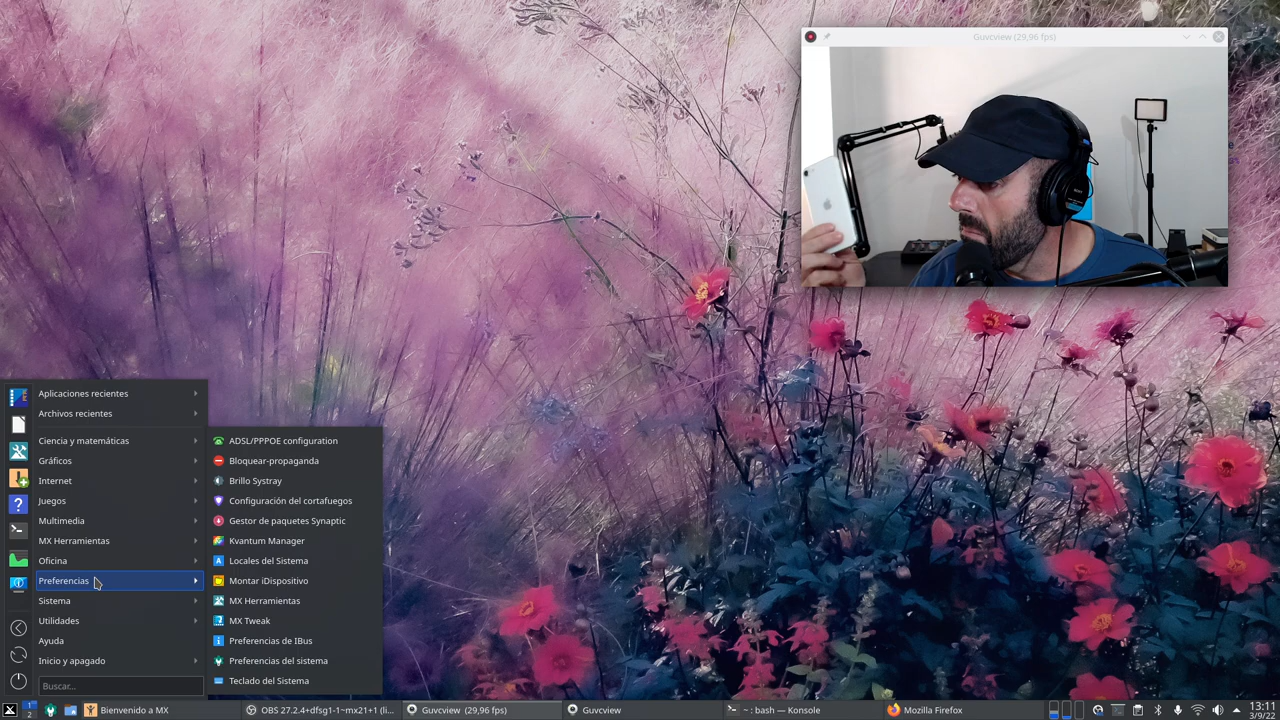 Guvcview (29,96 fps)
Aplicaciones recientes
Archivos recientes
Ciencia y matemáticas
Gráficos
Internet
Juegos
Multimedia
MX Herramientas
Oficina
Preferencias
Sistema
Utilidades
Ayuda
Inicio y apagado
Buscar...
ADSL/PPPOE configuration
Bloquear-propaganda
Brillo Systray
Configuración del cortafuegos
Gestor de paquetes Synaptic
Kvantum Manager
Locales del Sistema
Montar iDispositivo
MX Herramientas
MX Tweak
Preferencias de IBus
Preferencias del sistema
Teclado del Sistema
1
2
Bienvenido a MX
OBS 27.2.4+dfsg1-1~mx21+1 (li...
Guvcview (29,96 fps)
Guvcview
~ : bash — Konsole
Mozilla Firefox
13:11
3/9/22